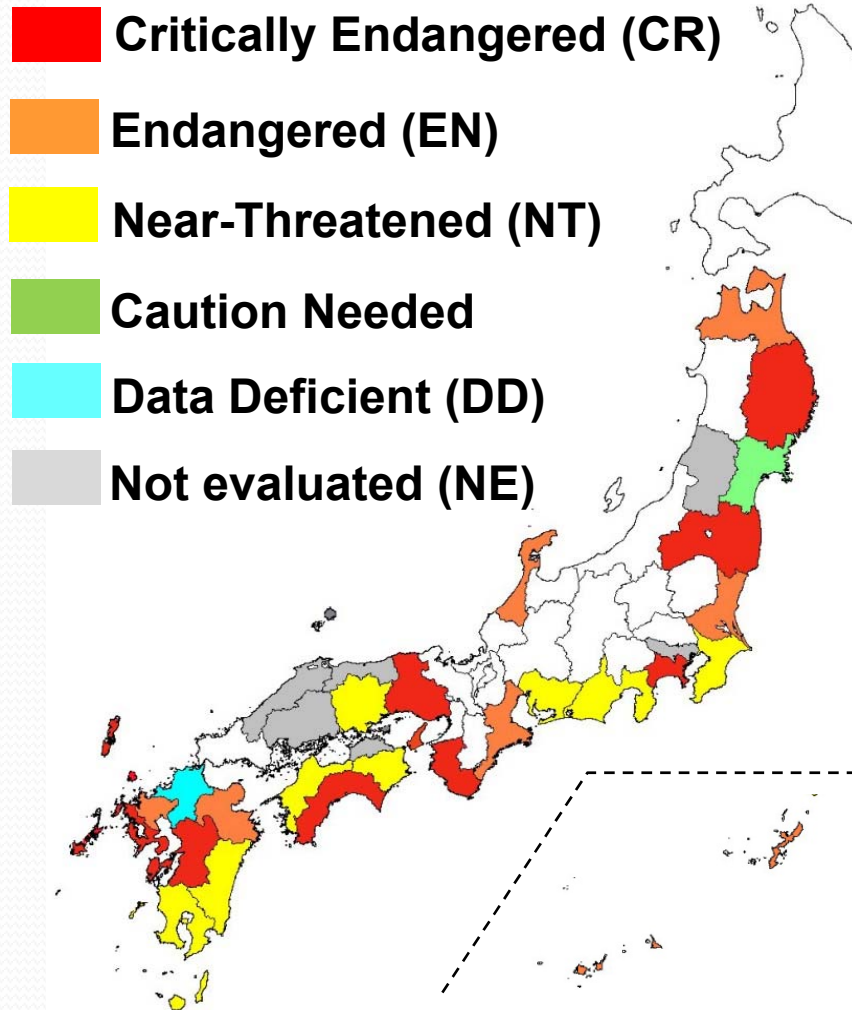 Critically Endangered (CR)
Endangered (EN)
Near-Threatened (NT)
Caution Needed
Data Deficient (DD)
Not evaluated (NE)